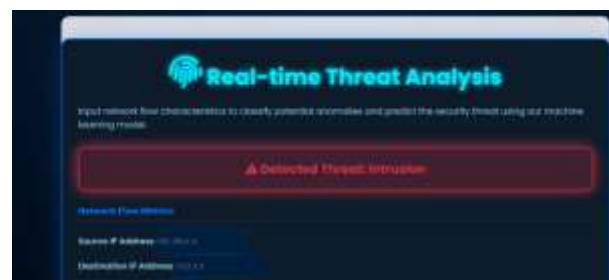 Real-time Threat Analysis
Input network flow characteristics to classify potential anomalies and predict the security threat using our machine
learning model.
Detected Threat: Intrusion
Network Flow Metrics
Source IP Address
Destination IP Address